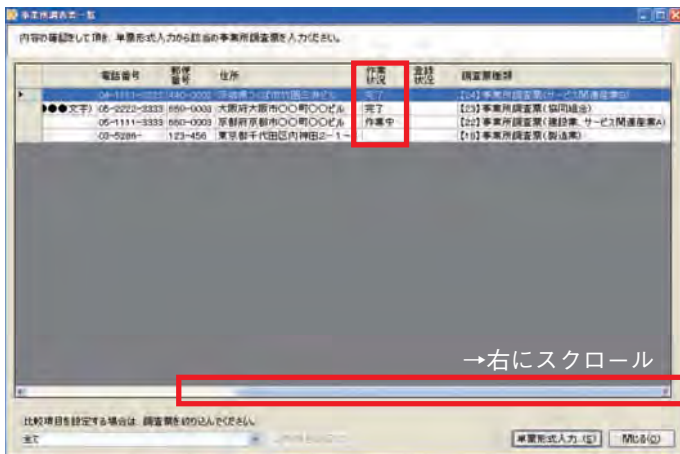 事業所調査票一覧
内容の確認をして頂き、単票形式入力から該当の事業所調査票を入力ください。
電話番号 郵便番号 住所 作業状況 登録状況 調査票種類
完了 【24】事業所調査票(サービス関連産業B)
●●文字) 06-2222-3333 660-0003 大阪府大阪市〇〇町〇〇ビル 完了 【23】事業所調査票(協同組合)
05-1111-3333 660-0003 京都府京都市〇〇町〇〇ビル 作業中 【22】事業所調査票(建設業、サービス関連産業A)
03-5286- 123-456 東京都千代田区内神田2-1- 【16】事業所調査票(製造業)
→右にスクロール
比較項目を設定する場合は、調査票を絞り込んでください。
全て 単票形式入力(S) 閉じる(Q)